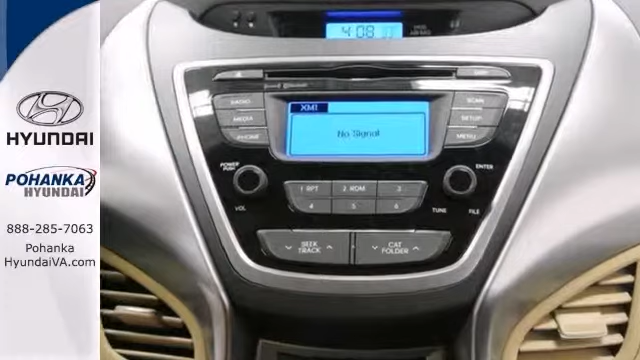 HYUNDAI
POHANKA
HYUNDAI
888-285-7063
Pohanka
HyundaiVA.com
4:08
RADIO
MEDIA
PHONE
XM1
No Signal
SCAN
SETUP
MENU
POWER
PUSH
VOL
1 RPT
2 RDM
3
4
5
6
ENTER
TUNE
FILE
SEEK
TRACK
CAT
FOLDER